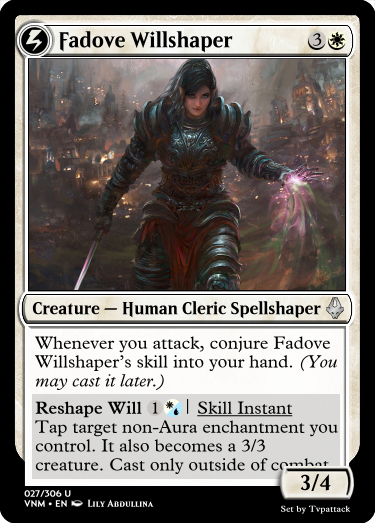 Fadove Willshaper 3
Creature — Human Cleric Spellshaper
Whenever you attack, conjure Fadove
Willshaper's skill into your hand. (You
may cast it later.)
Reshape Will 1 | Skill Instant
Tap target non-Aura enchantment you
control. It also becomes a 3/3
creature. Cast only outside of combat.
3/4
027/306 U
VNM • EN Lily Abdullina
Set by Tvpattack